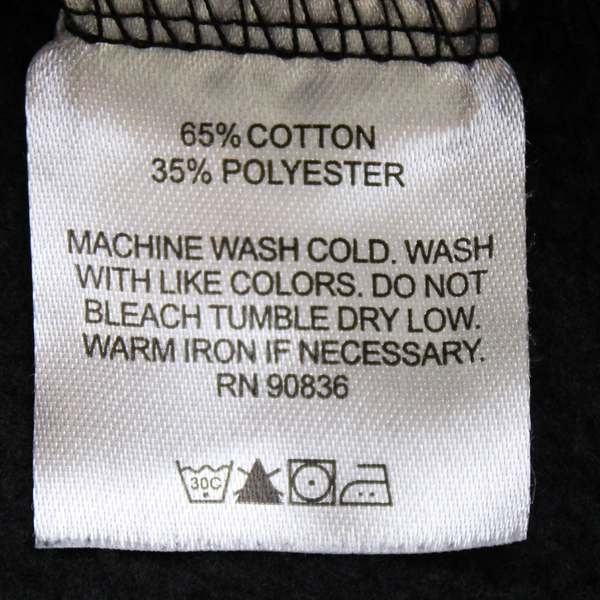 65% COTTON
35% POLYESTER
MACHINE WASH COLD. WASH
WITH LIKE COLORS. DO NOT
BLEACH TUMBLE DRY LOW.
WARM IRON IF NECESSARY.
RN 90836
30C